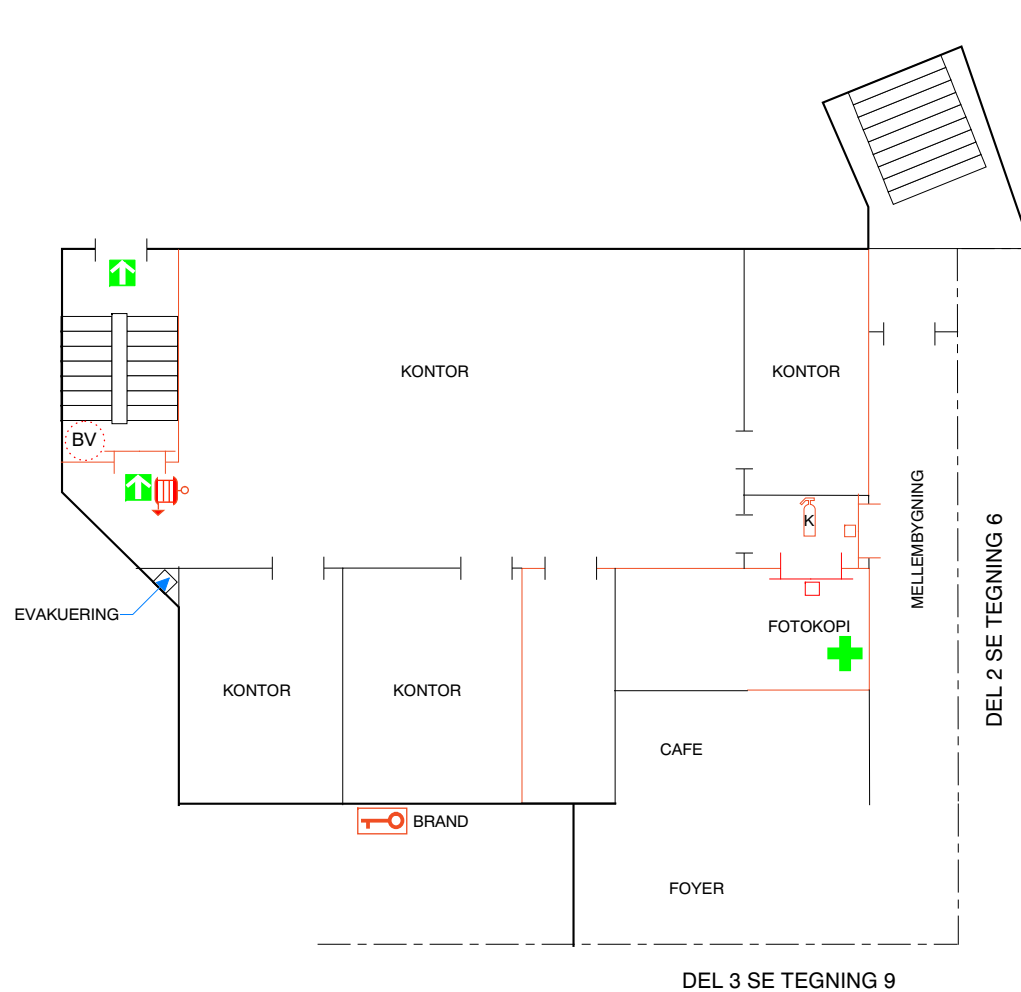 KONTOR
KONTOR
BV
K
MELLEMBYGNING
DEL 2 SE TEGNING 6
EVAKUERING
FOTOKOPI
KONTOR
KONTOR
CAFE
BRAND
FOYER
DEL 3 SE TEGNING 9